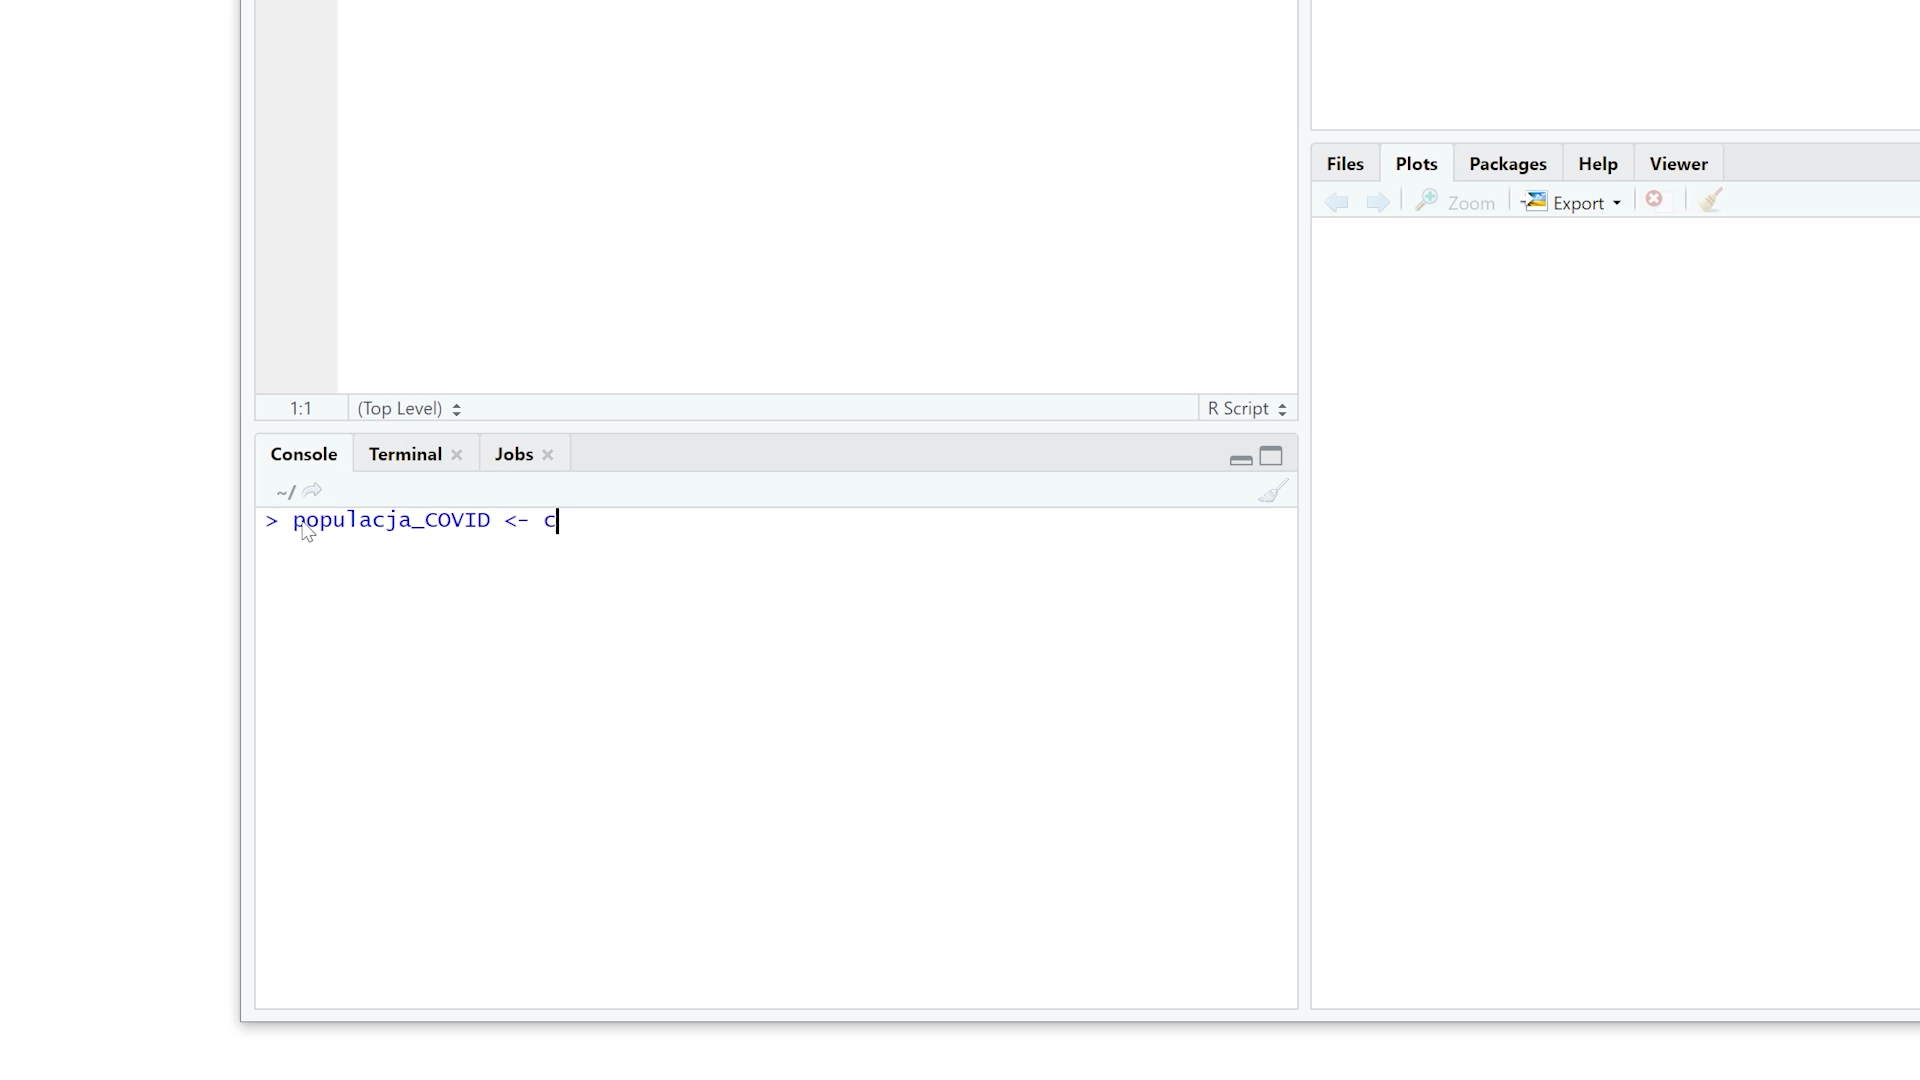 Files Plots Packages Help Viewer
Zoom Export
1:1 (Top Level) R Script
Console Terminal Jobs
~/
> populacja_COVID <- c